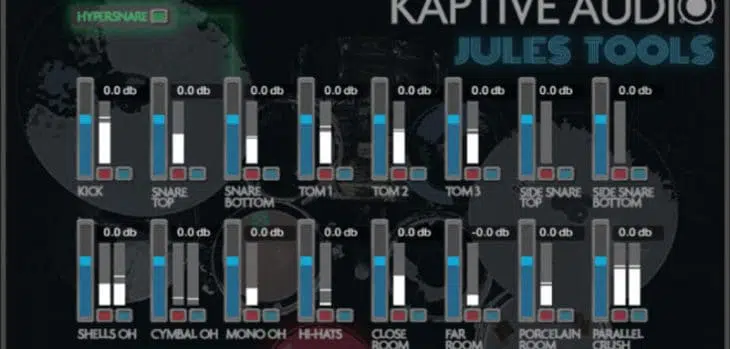 HYPERSNARE
KAPTIVE AUDIO
JULES TOOLS
0.0 db 0.0 db 0.0 db 0.0 db 0.0 db 0.0 db 0.0 db 0.0 db
KICK SNARE TOP SNARE BOTTOM TOM 1 TOM 2 TOM 3 SIDE SNARE TOP SIDE SNARE BOTTOM
0.0 db 0.0 db 0.0 db 0.0 db 0.0 db -0.0 db 0.0 db 0.0 db
SHELLS OH CYMBAL OH MONO OH HI-HATS CLOSE ROOM FAR ROOM PORCELAIN ROOM PARALLEL CRUSH